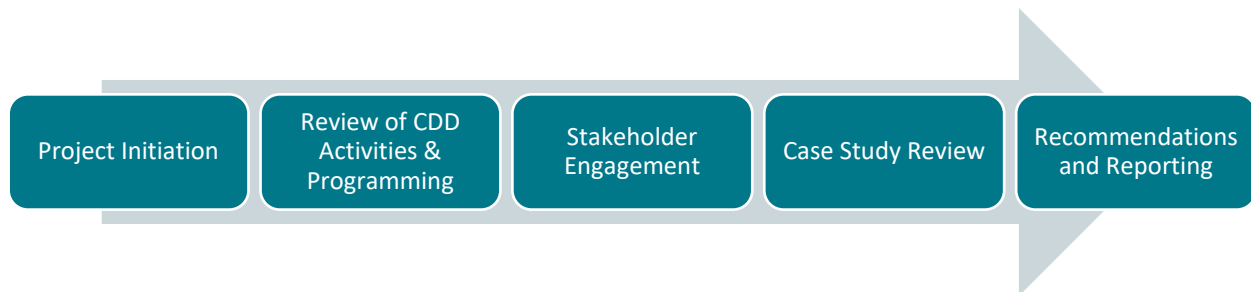 Project Initiation
Review of CDD
Activities &
Programming
Stakeholder
Engagement
Case Study Review
Recommendations
and Reporting